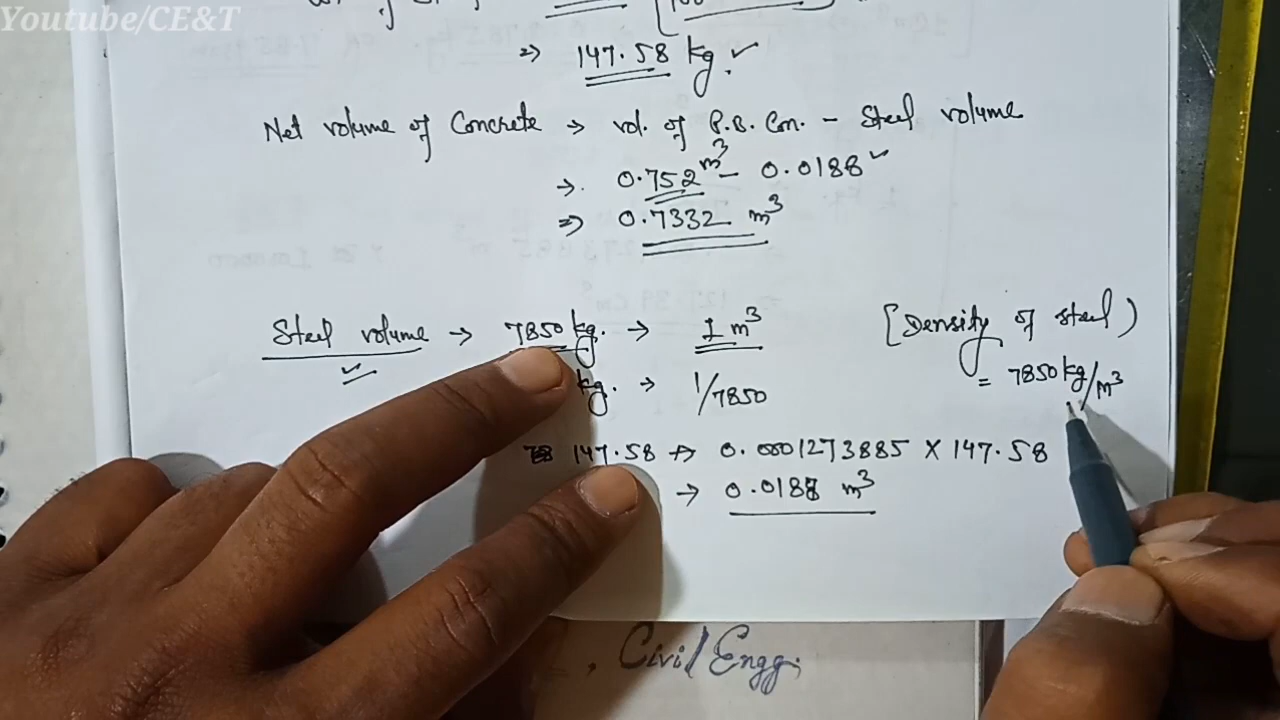 Youtube/CE&T
⇒ 147.58 kg. ✓
Net volume of Concrete → vol. of P.B. Con. - Steel volume
→. 0.752 m³ - 0.0188 ✓
⇒ 0.7332 m³
Steel volume → 7850 kg. → 1 m³ [Density of steel)
✓ kg. → 1/7850 = 7850 kg/m³
147.58 → 0.0001273885 X 147.58
→ 0.0188 m³
, Civil Engg.